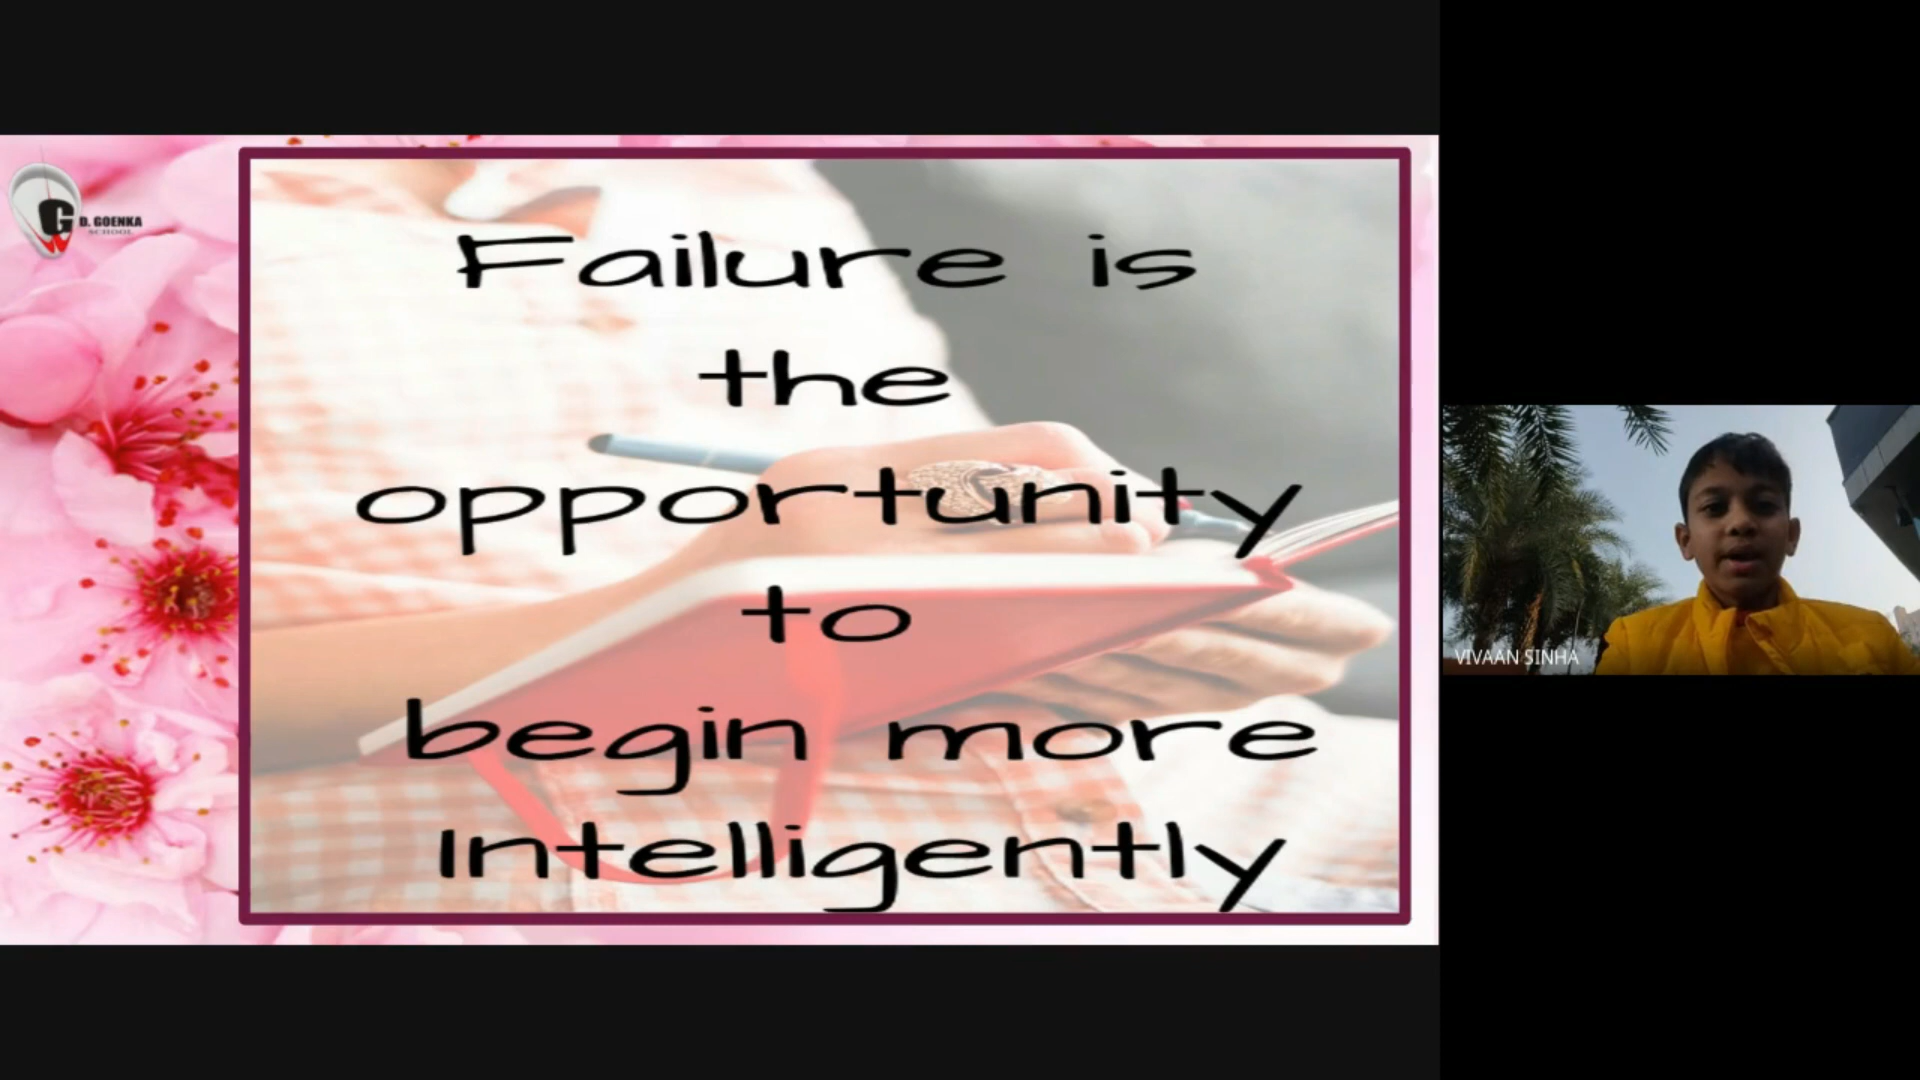 G
D. GOENKA
SCHOOL
Failure is
the
opportunity
to
begin more
Intelligently
VIVAAN SINHA